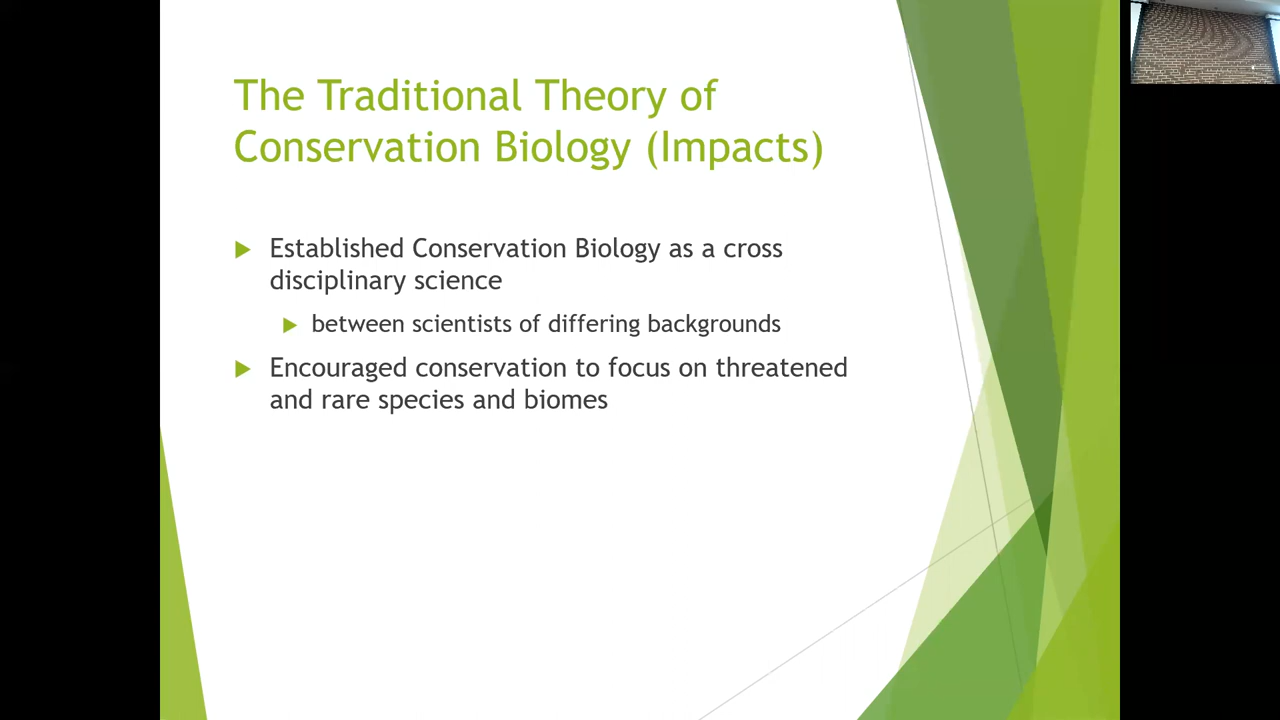 The Traditional Theory of
Conservation Biology (Impacts)
Established Conservation Biology as a cross
disciplinary science
between scientists of differing backgrounds
Encouraged conservation to focus on threatened
and rare species and biomes